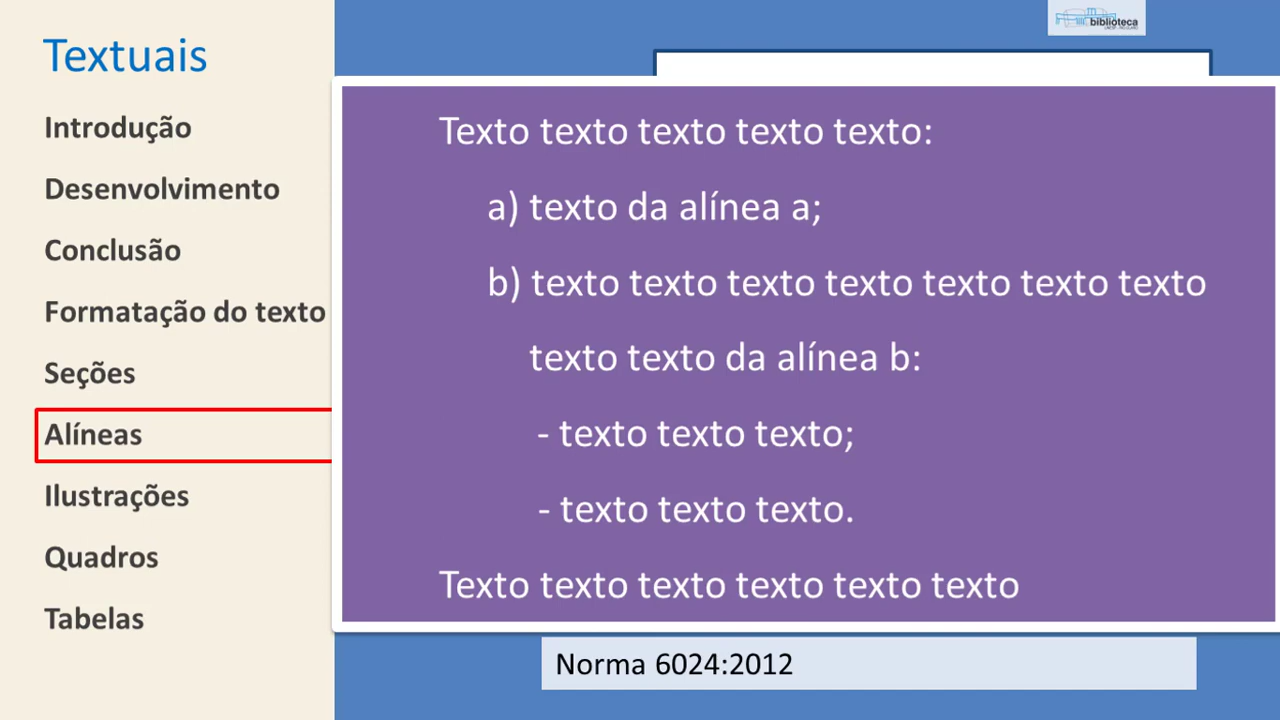 Textuais
Introdução
Desenvolvimento
Conclusão
Formatação do texto
Seções
Alíneas
Ilustrações
Quadros
Tabelas
biblioteca
Texto texto texto texto texto:
a) texto da alínea a;
b) texto texto texto texto texto texto texto
texto texto da alínea b:
- texto texto texto;
- texto texto texto.
Texto texto texto texto texto texto
Norma 6024:2012